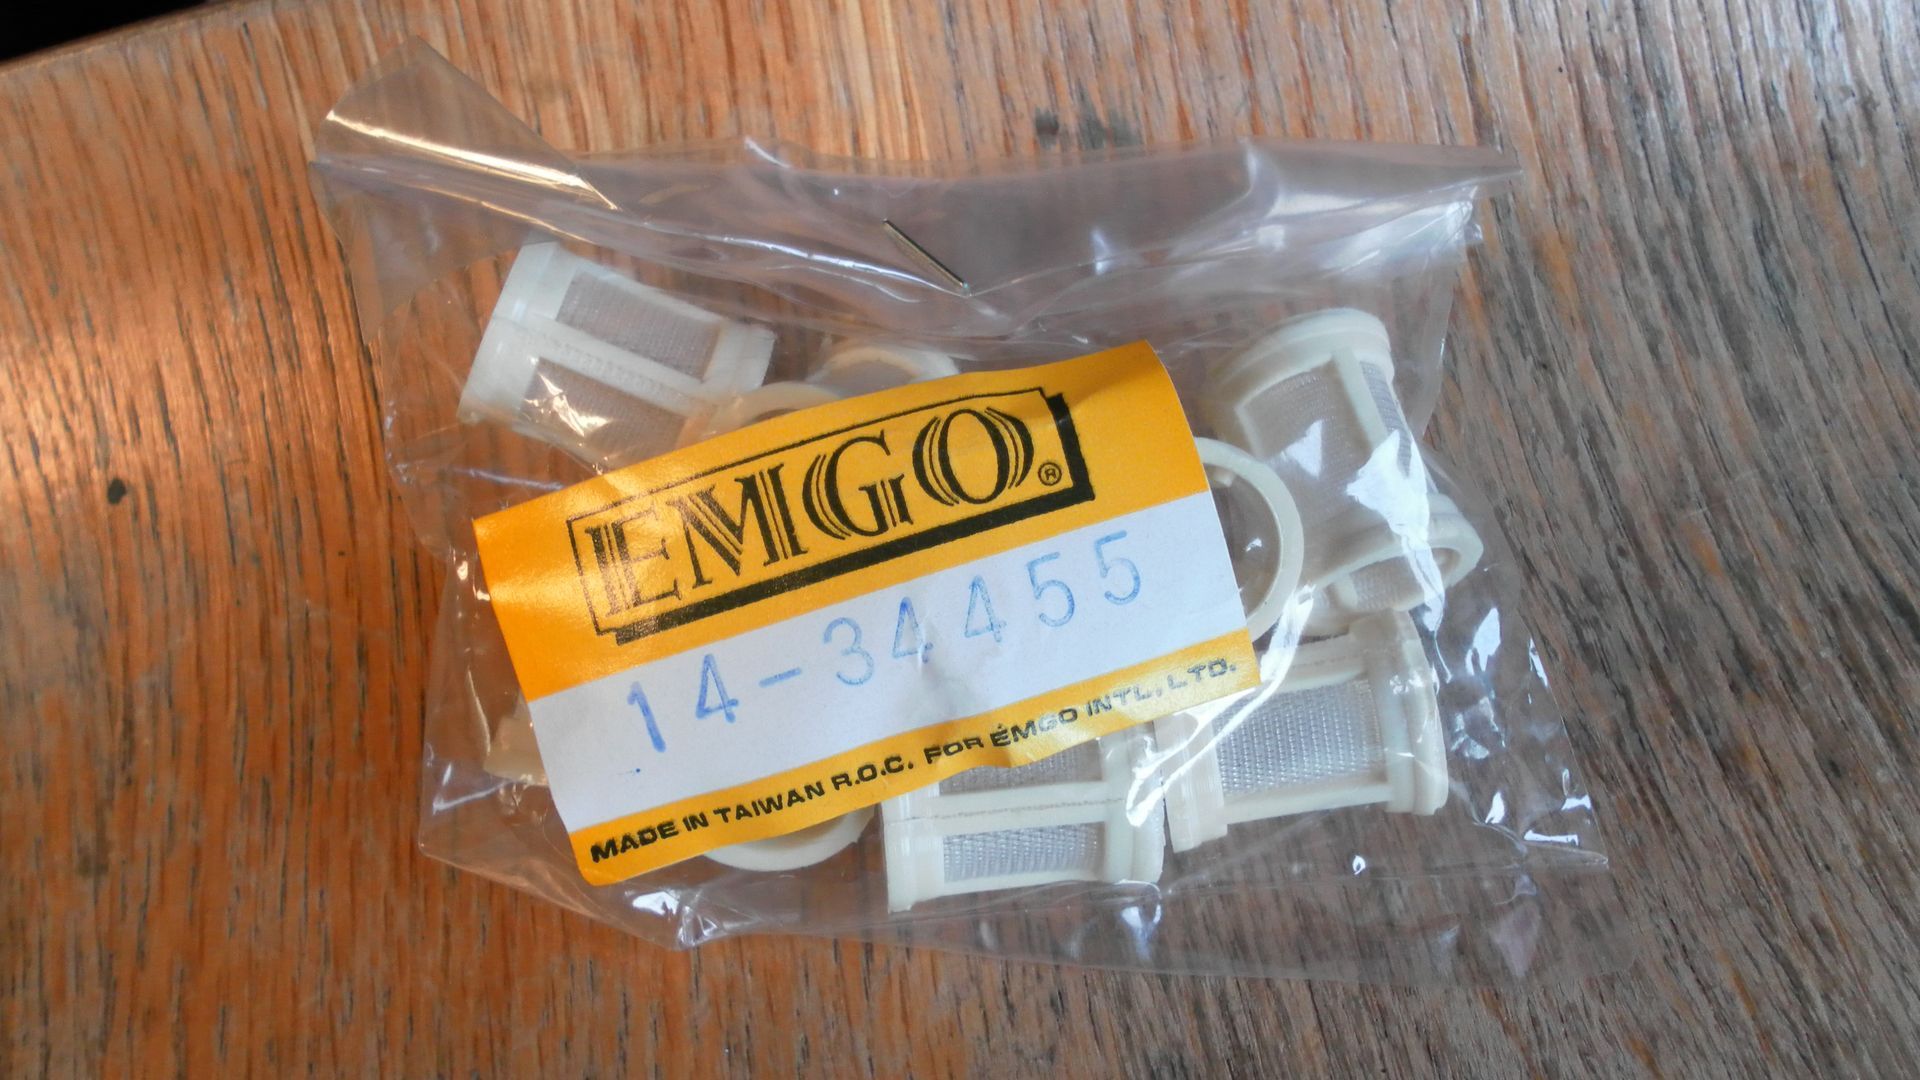 EMGO®
14-34455
MADE IN TAIWAN R.O.C. FOR EMGO INTL., LTD.